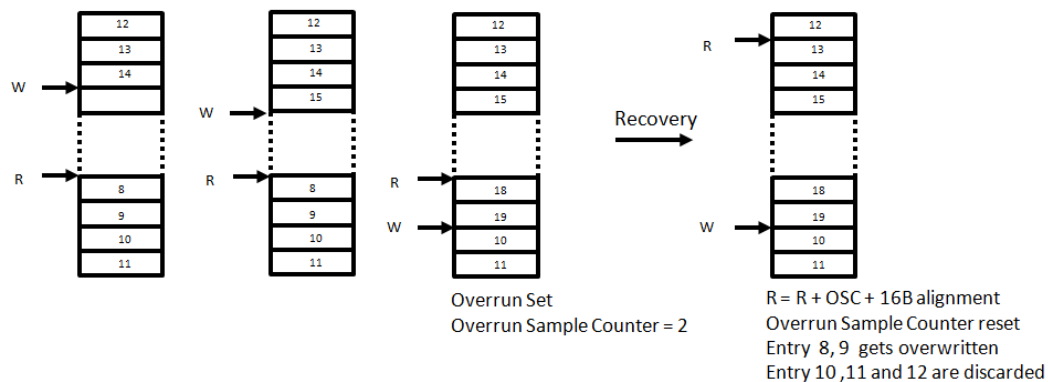 12
13
14
W
R
8
9
10
11
12
13
14
15
W
R
8
9
10
11
12
13
14
15
R
18
W
19
10
11
Overrun Set
Overrun Sample Counter = 2
Recovery
12
R
13
14
15
18
19
W
10
11
R = R + OSC + 16B alignment
Overrun Sample Counter reset
Entry 8, 9 gets overwritten
Entry 10 ,11 and 12 are discarded